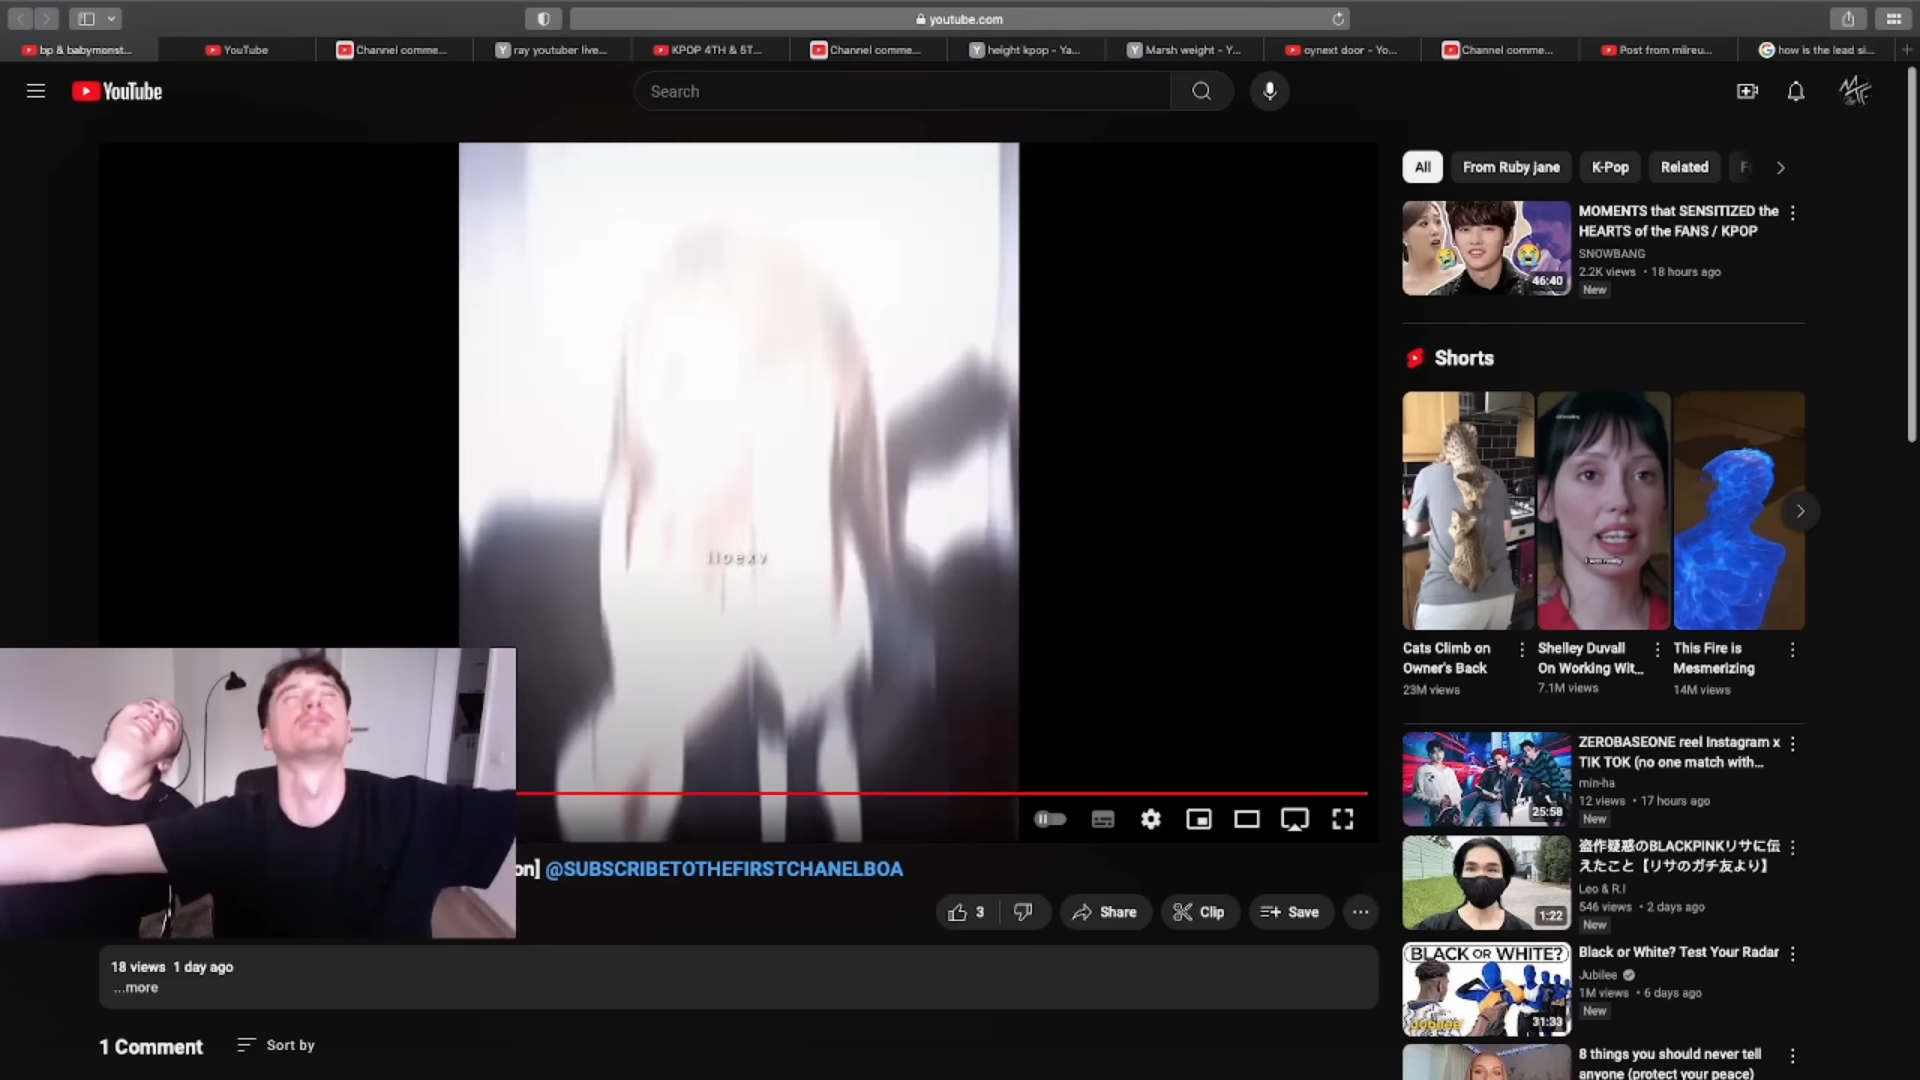 youtube.com
bp & babymonst...
YouTube
Channel comme...
ray youtuber live...
KPOP 4TH & 5T...
Channel comme...
height kpop - Ya...
Marsh weight - Y...
oynext door - Yo...
Channel comme...
Post from miireu...
how is the lead si...
YouTube
Search
All
From Ruby jane
K-Pop
Related
MOMENTS that SENSITIZED the
HEARTS of the FANS / KPOP
SNOWBANG
2.2K views • 18 hours ago
New
46:40
Shorts
Cats Climb on
Owner's Back
23M views
Shelley Duvall
On Working Wit...
7.1M views
This Fire is
Mesmerizing
14M views
ZEROBASEONE reel Instagram x
TIK TOK (no one match with...
min-ha
12 views • 17 hours ago
New
25:58
盗作疑惑のBLACKPINKリサに伝
えたこと【リサのガチ友より】
Leo & R.I
546 views • 2 days ago
New
1:22
BLACK OR WHITE?
Jubilee
31:33
Black or White? Test Your Radar
Jubilee
1M views • 6 days ago
New
8 things you should never tell
anyone (protect your peace)
on] @SUBSCRIBETOTHEFIRSTCHANELBOA
3
Share
Clip
Save
18 views 1 day ago
...more
1 Comment
Sort by